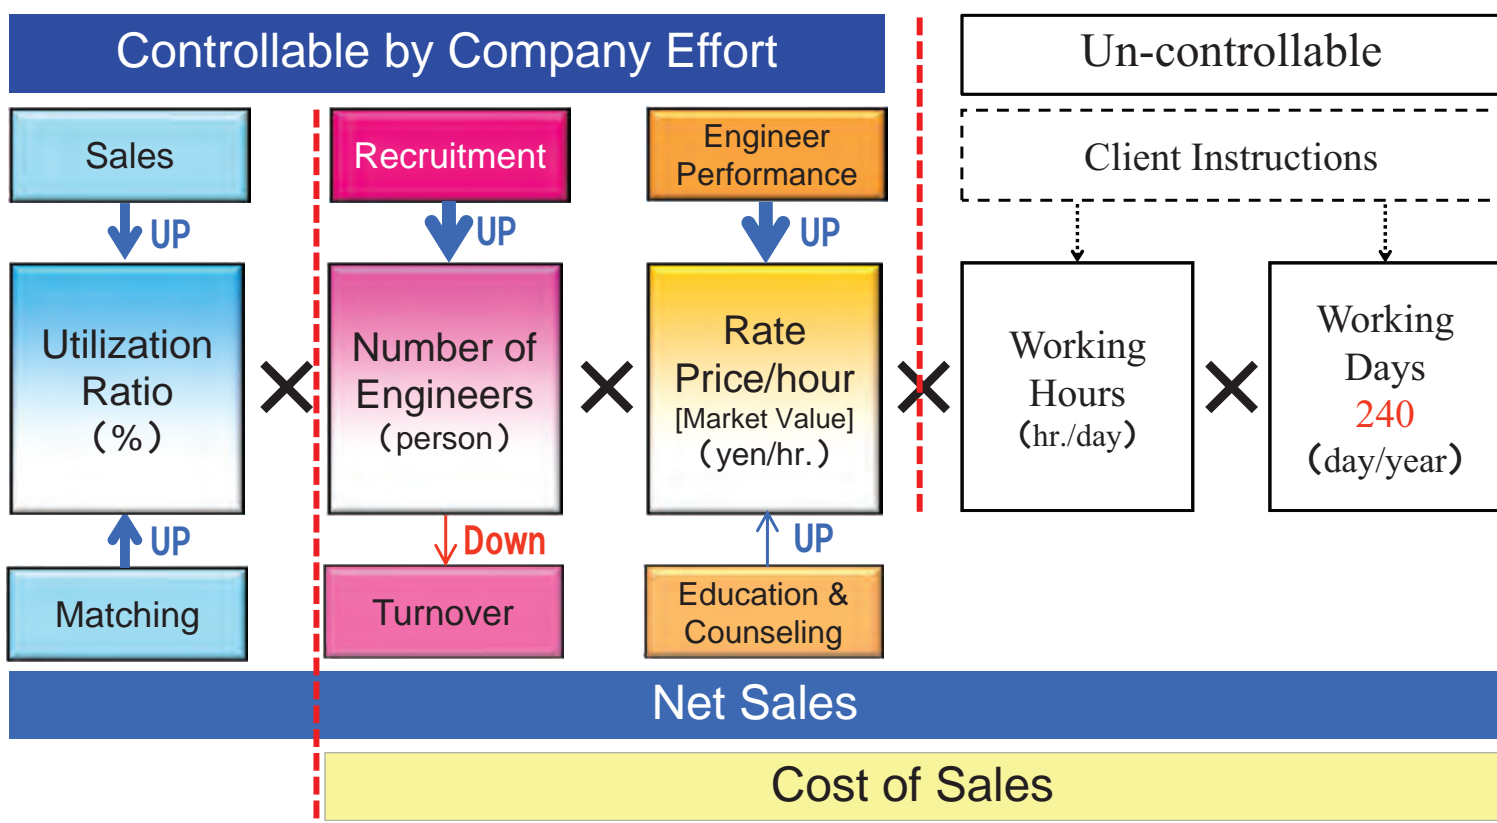 Controllable by Company Effort
Un-controllable
Sales
Recruitment
Engineer
Performance
Client Instructions
UP
UP
UP
Utilization
Ratio
(%)
×
Number of
Engineers
(person)
×
Rate
Price/hour
[Market Value]
(yen/hr.)
×
Working
Hours
(hr./day)
×
Working
Days
240
(day/year)
UP
Down
UP
Matching
Turnover
Education &
Counseling
Net Sales
Cost of Sales